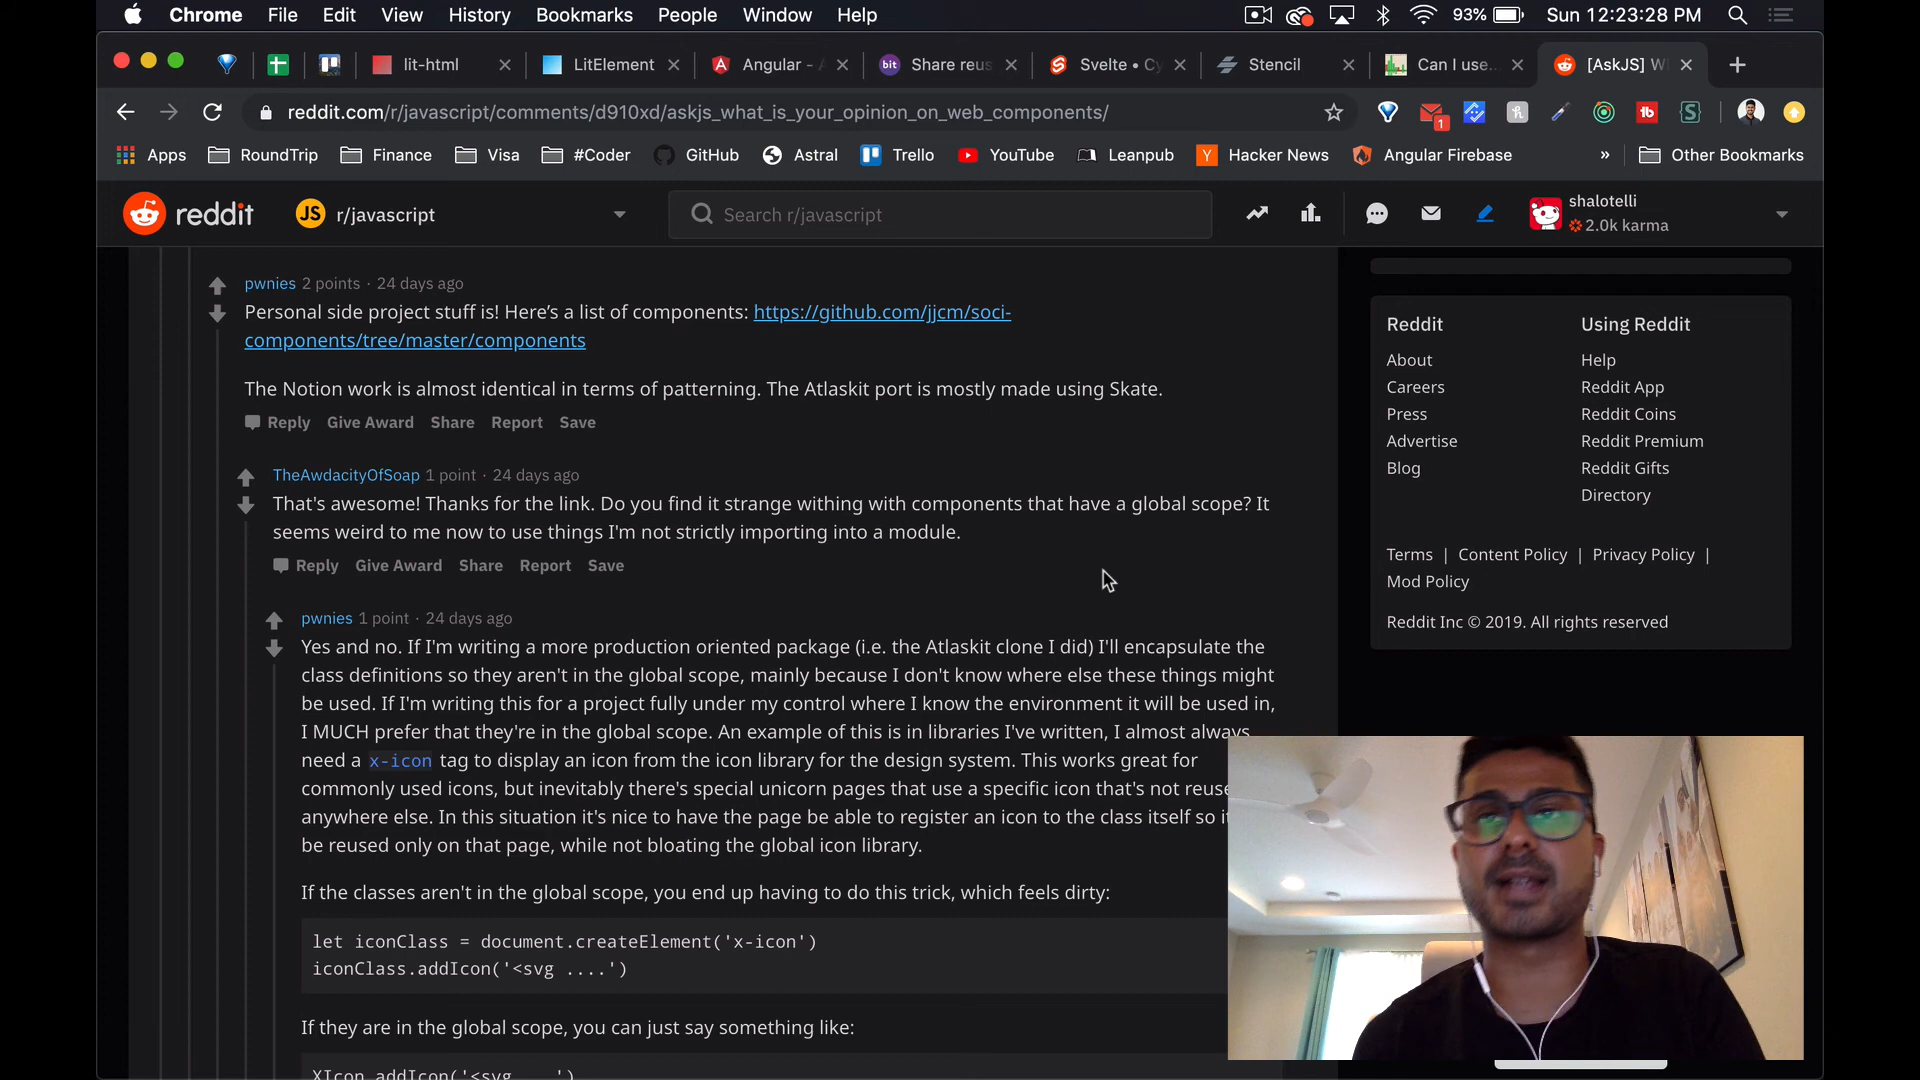 Chrome File Edit View History Bookmarks People Window Help 93% Sun 12:23:28 PM
lit-html LitElement Angular - A bit Share reus Svelte • Cy Stencil Can I use... [AskJS] W
reddit.com/r/javascript/comments/d910xd/askjs_what_is_your_opinion_on_web_components/ 1 h tb S
Apps RoundTrip Finance Visa #Coder GitHub Astral Trello YouTube Leanpub Y Hacker News Angular Firebase » Other Bookmarks
reddit JS r/javascript Search r/javascript shalotelli
2.0k karma
pwnies 2 points · 24 days ago
Personal side project stuff is! Here’s a list of components: https://github.com/jjcm/soci-
components/tree/master/components
The Notion work is almost identical in terms of patterning. The Atlaskit port is mostly made using Skate.
Reply Give Award Share Report Save
TheAwdacityOfSoap 1 point · 24 days ago
That's awesome! Thanks for the link. Do you find it strange withing with components that have a global scope? It
seems weird to me now to use things I'm not strictly importing into a module.
Reply Give Award Share Report Save
pwnies 1 point · 24 days ago
Yes and no. If I'm writing a more production oriented package (i.e. the Atlaskit clone I did) I'll encapsulate the
class definitions so they aren't in the global scope, mainly because I don't know where else these things might
be used. If I'm writing this for a project fully under my control where I know the environment it will be used in,
I MUCH prefer that they're in the global scope. An example of this is in libraries I've written, I almost always
need a x-icon tag to display an icon from the icon library for the design system. This works great for
commonly used icons, but inevitably there's special unicorn pages that use a specific icon that's not reuse
anywhere else. In this situation it's nice to have the page be able to register an icon to the class itself so i
be reused only on that page, while not bloating the global icon library.
If the classes aren't in the global scope, you end up having to do this trick, which feels dirty:
let iconClass = document.createElement('x-icon')
iconClass.addIcon('<svg ....')
If they are in the global scope, you can just say something like:
XIcon.addIcon('<svg ....')
Reddit Using Reddit
About Help
Careers Reddit App
Press Reddit Coins
Advertise Reddit Premium
Blog Reddit Gifts
Directory
Terms | Content Policy | Privacy Policy |
Mod Policy
Reddit Inc © 2019. All rights reserved